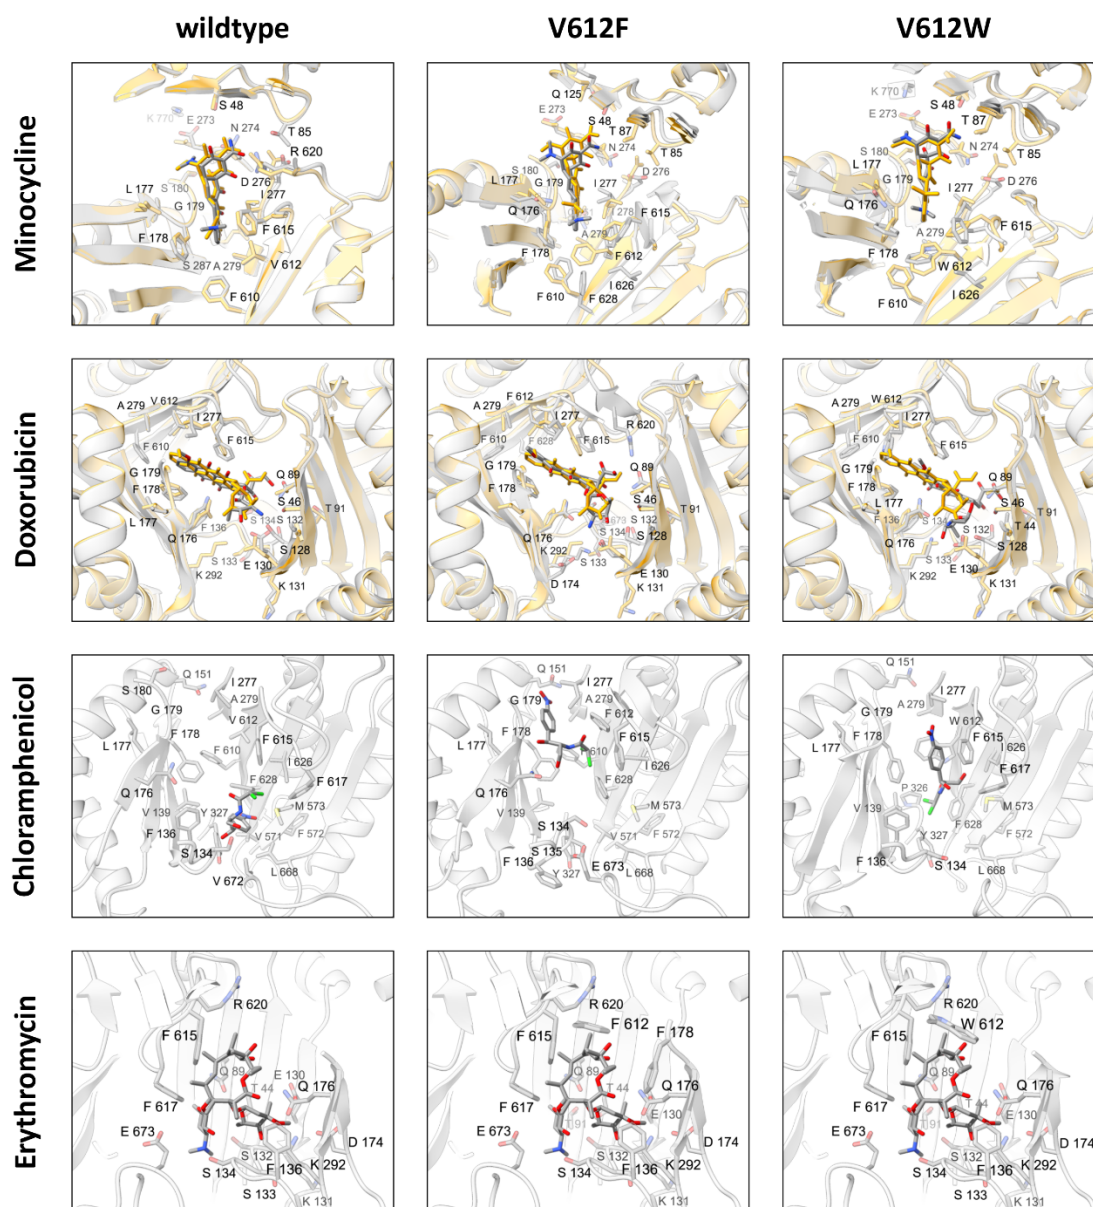 wildtype V612F V612W
Minocycline
S 48
K 770
E 273
N 274
T 85
R 620
L 177
S 180
D 276
G 179
I 277
F 178
F 615
S 287 A 279
V 612
F 610
Q 125
E 273
S 48
T 87
N 274
T 85
S 180
L 177
G 179
D 276
I 277
Q 176
I 278
F 615
A 279
F 178
F 612
F 610
F 628
I 626
K 770
S 48
E 273
T 87
N 274
S 180
T 85
L 177
G 179
I 277
D 276
Q 176
A 279
F 615
F 178
W 612
F 610
I 626
Doxorubicin
A 279
V 612
I 277
F 610
F 615
G 179
Q 89
F 178
S 46
L 177
F 136
S 134
S 132
T 91
Q 176
S 128
S 133
E 130
K 292
K 131
A 279
F 612
I 277
R 620
F 610
F 628
F 615
G 179
Q 89
F 178
S 46
S 132
T 91
Q 176
S 134
S 128
K 292
S 133
E 130
D 174
K 131
A 279
W 612
I 277
F 610
F 615
G 179
Q 89
F 178
S 46
L 177
F 136
S 134
T 91
T 44
Q 176
S 132
S 128
S 133
E 130
K 292
K 131
Chloramphenicol
Q 151
S 180
I 277
A 279
G 179
V 612
F 178
F 615
L 177
F 610
I 626
F 617
Q 176
F 628
V 139
Y 327
M 573
F 136
V 571
F 572
S 134
L 668
V 672
Q 151
I 277
G 179
A 279
F 612
F 178
F 615
L 177
F 610
I 626
Q 176
F 628
V 139
M 573
S 134
V 571
F 572
S 135
F 136
Y 327
E 673
L 668
Q 151
I 277
A 279
G 179
W 612
F 178
F 615
L 177
I 626
F 617
P 326
V 139
M 573
F 628
F 572
Y 327
F 136
S 134
L 668
Erythromycin
R 620
F 615
Q 89
E 130
T 44
Q 176
F 617
E 673
D 174
S 132
S 134
F 136
K 292
S 133
K 131
R 620
F 612
F 615
F 178
Q 89
T 44
Q 176
F 617
E 130
T 91
E 673
D 174
S 132
S 134
F 136
K 292
K 131
R 620
W 612
F 615
Q 89
Q 176
F 617
T 44
E 130
T 91
E 673
D 174
S 132
S 134
F 136
K 292
S 133
K 131